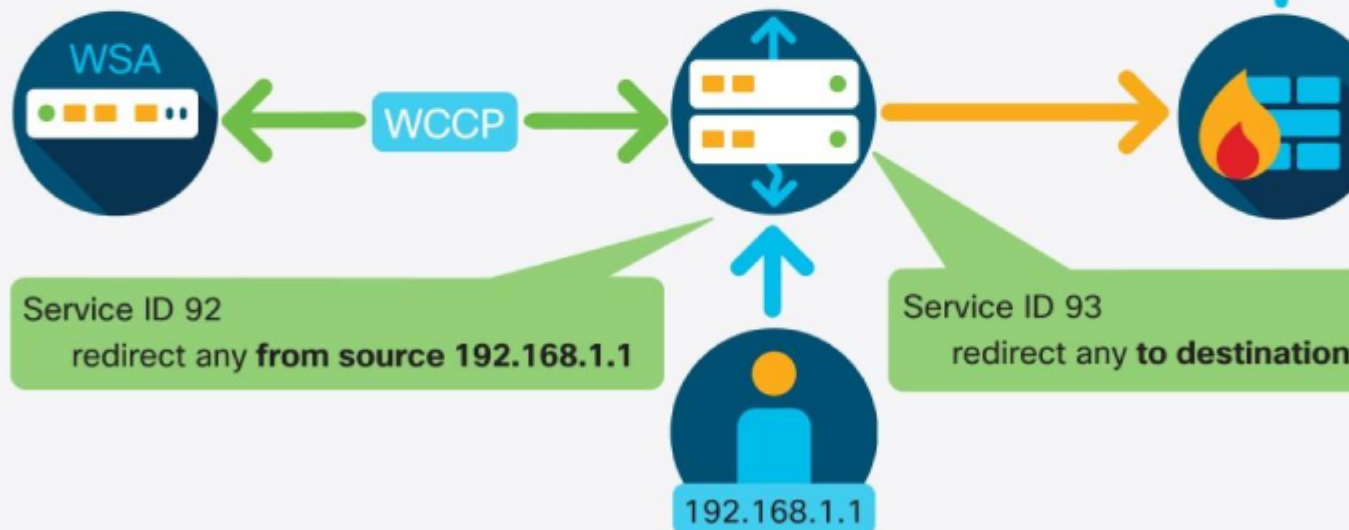 WSA
WCCP
Service ID 92
redirect any from source 192.168.1.1
Service ID 93
redirect any to destination
192.168.1.1